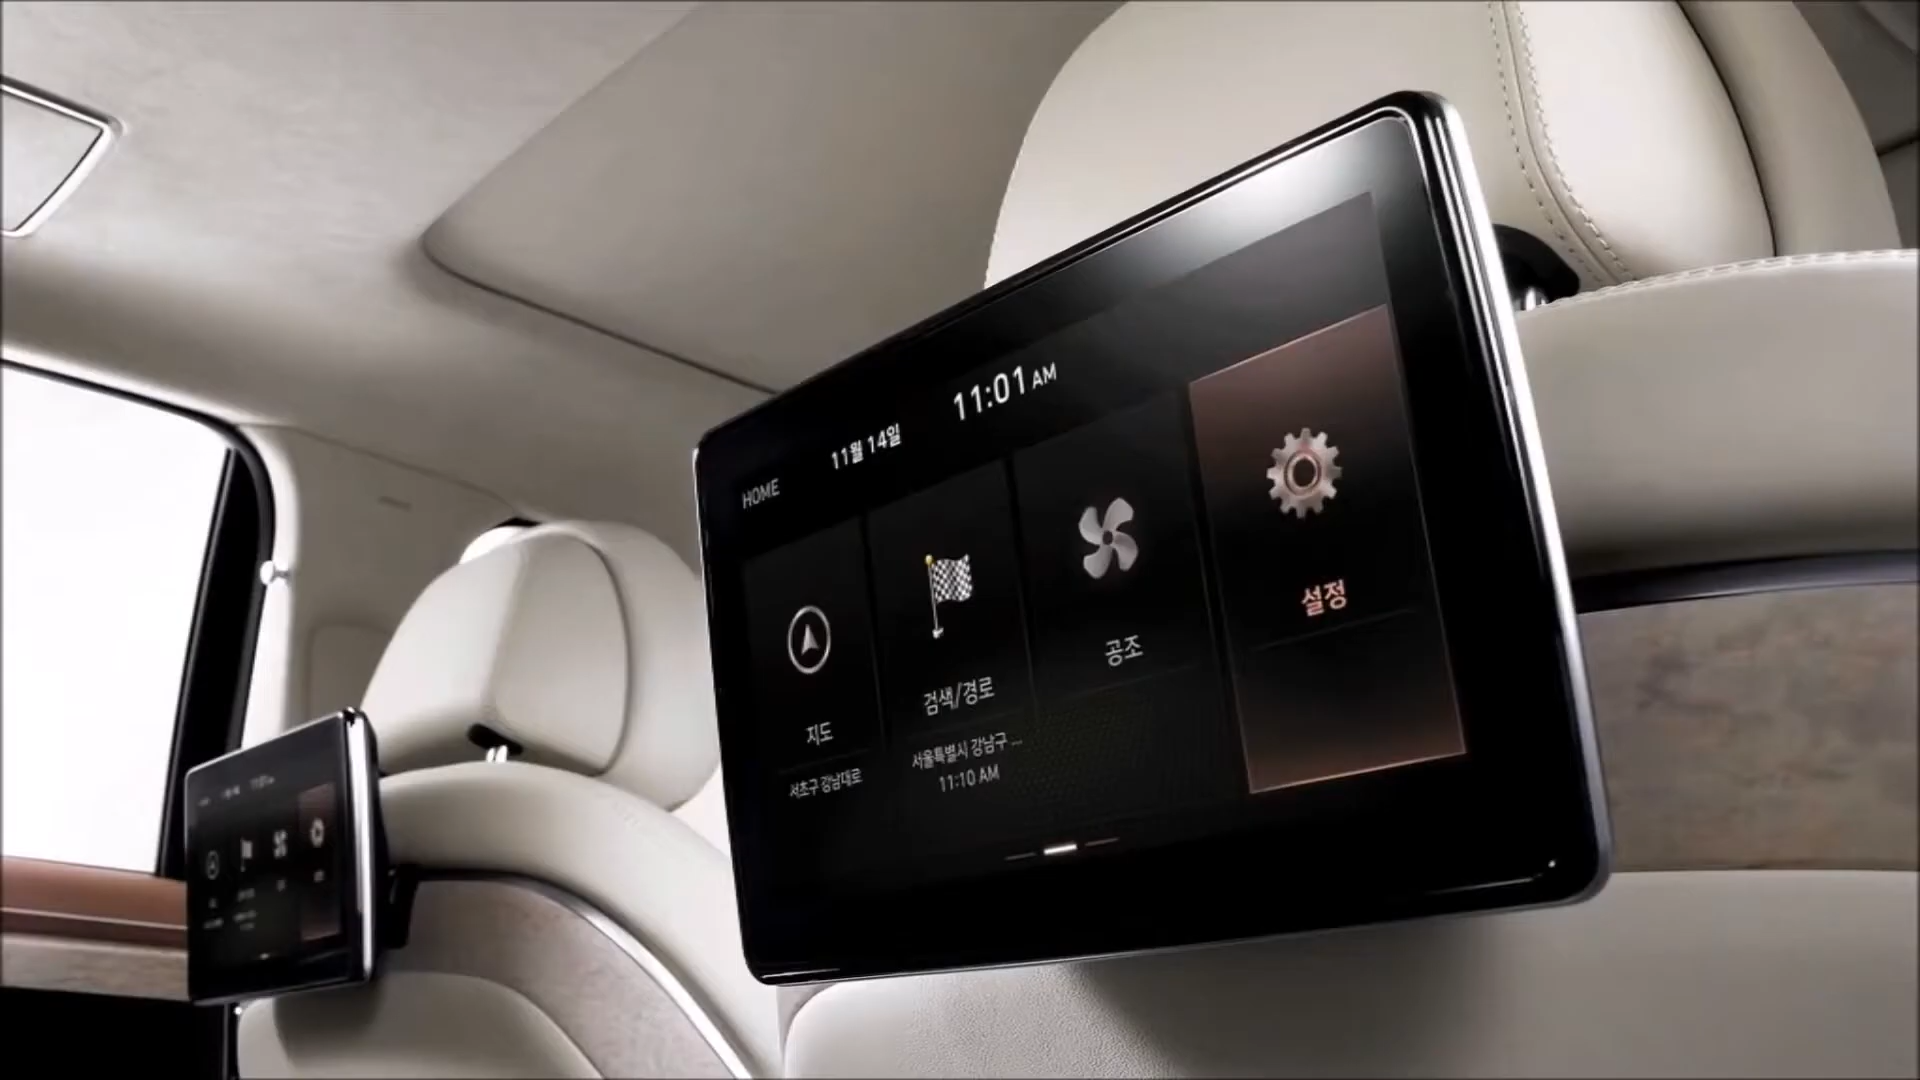 HOME
11월 14일
11:01 AM
지도
서초구 강남대로
검색/경로
서울특별시 강남구 ...
11:10 AM
공조
설정